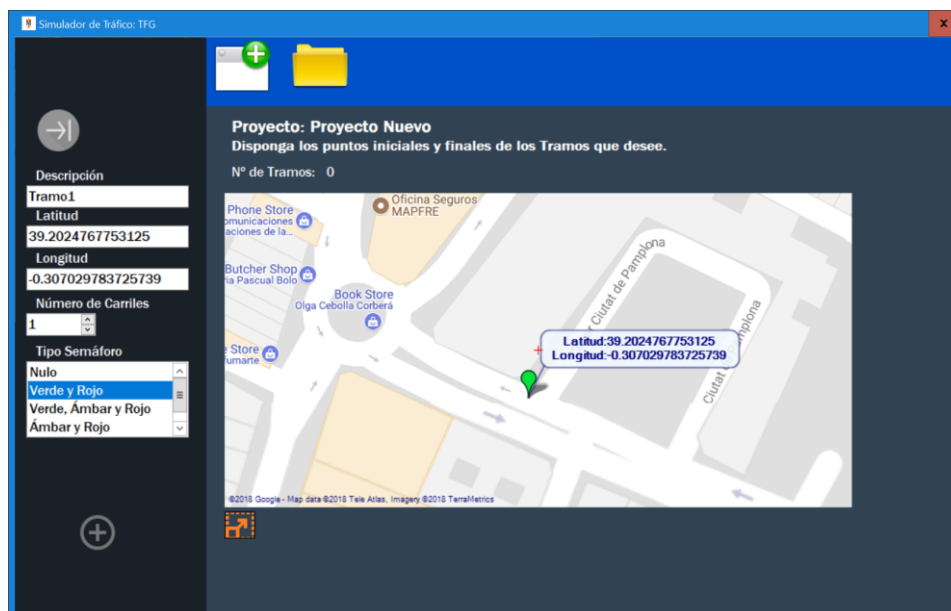 Simulador de Tráfico: TFG
x
Proyecto: Proyecto Nuevo
Disponga los puntos iniciales y finales de los Tramos que desee.
Nº de Tramos: 0
Descripción
Tramo1
Latitud
39.2024767753125
Longitud
-0.307029783725739
Número de Carriles
1
Tipo Semáforo
Nulo
Verde y Rojo
Verde, Ámbar y Rojo
Ámbar y Rojo
Oficina Seguros
MAPFRE
Phone Store
omunicaciones
aciones de la...
Butcher Shop
ria Pascual Bolo
Book Store
Olga Cebolla Corberá
e Store
fumarte
er Ciutat de Pamplona
Ciutat de Pamplona
Latitud:39.2024767753125
Longitud:-0.307029783725739
©2018 Google - Map data ©2018 Tele Atlas, Imagery ©2018 TerraMetrics